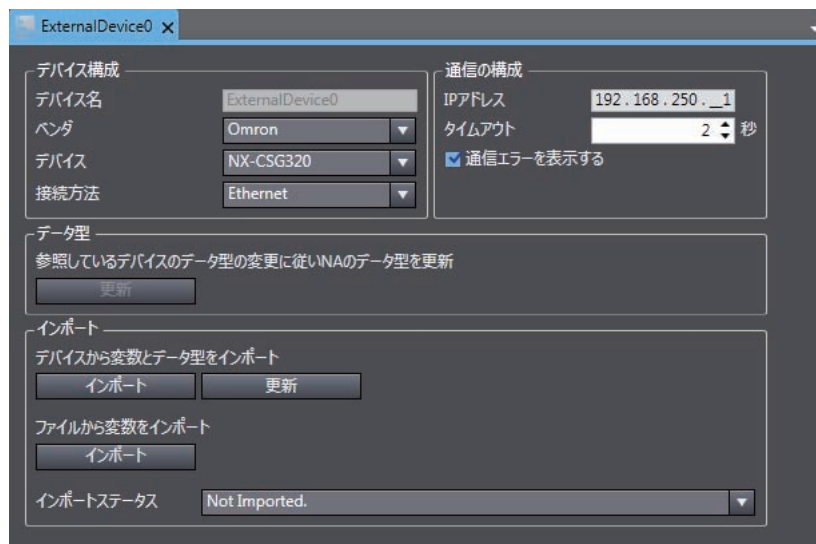 ExternalDevice0
デバイス構成
デバイス名 ExternalDevice0
ベンダ Omron
デバイス NX-CSG320
接続方法 Ethernet
通信の構成
IPアドレス 192.168.250.__1
タイムアウト 2 秒
通信エラーを表示する
データ型
参照しているデバイスのデータ型の変更に従いNAのデータ型を更新
更新
インポート
デバイスから変数とデータ型をインポート
インポート 更新
ファイルから変数をインポート
インポート
インポートステータス Not Imported.